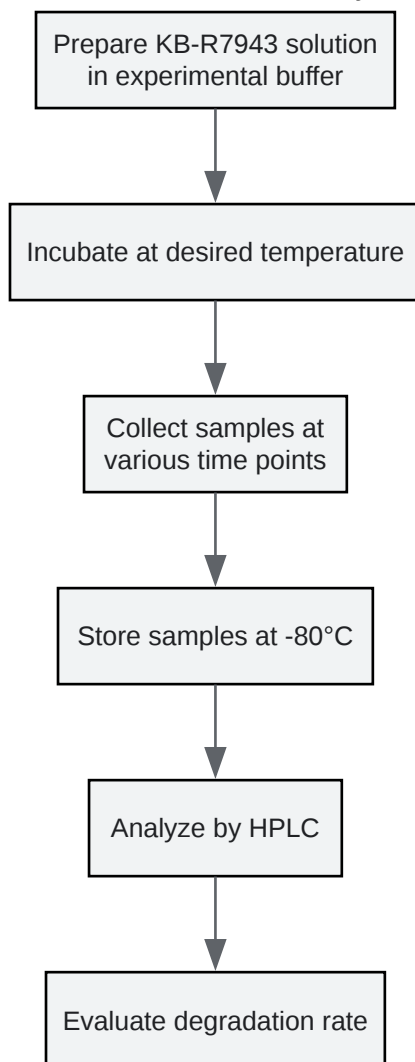 Prepare KB-R7943 solution
in experimental buffer
Incubate at desired temperature
Collect samples at
various time points
Store samples at -80°C
Analyze by HPLC
Evaluate degradation rate